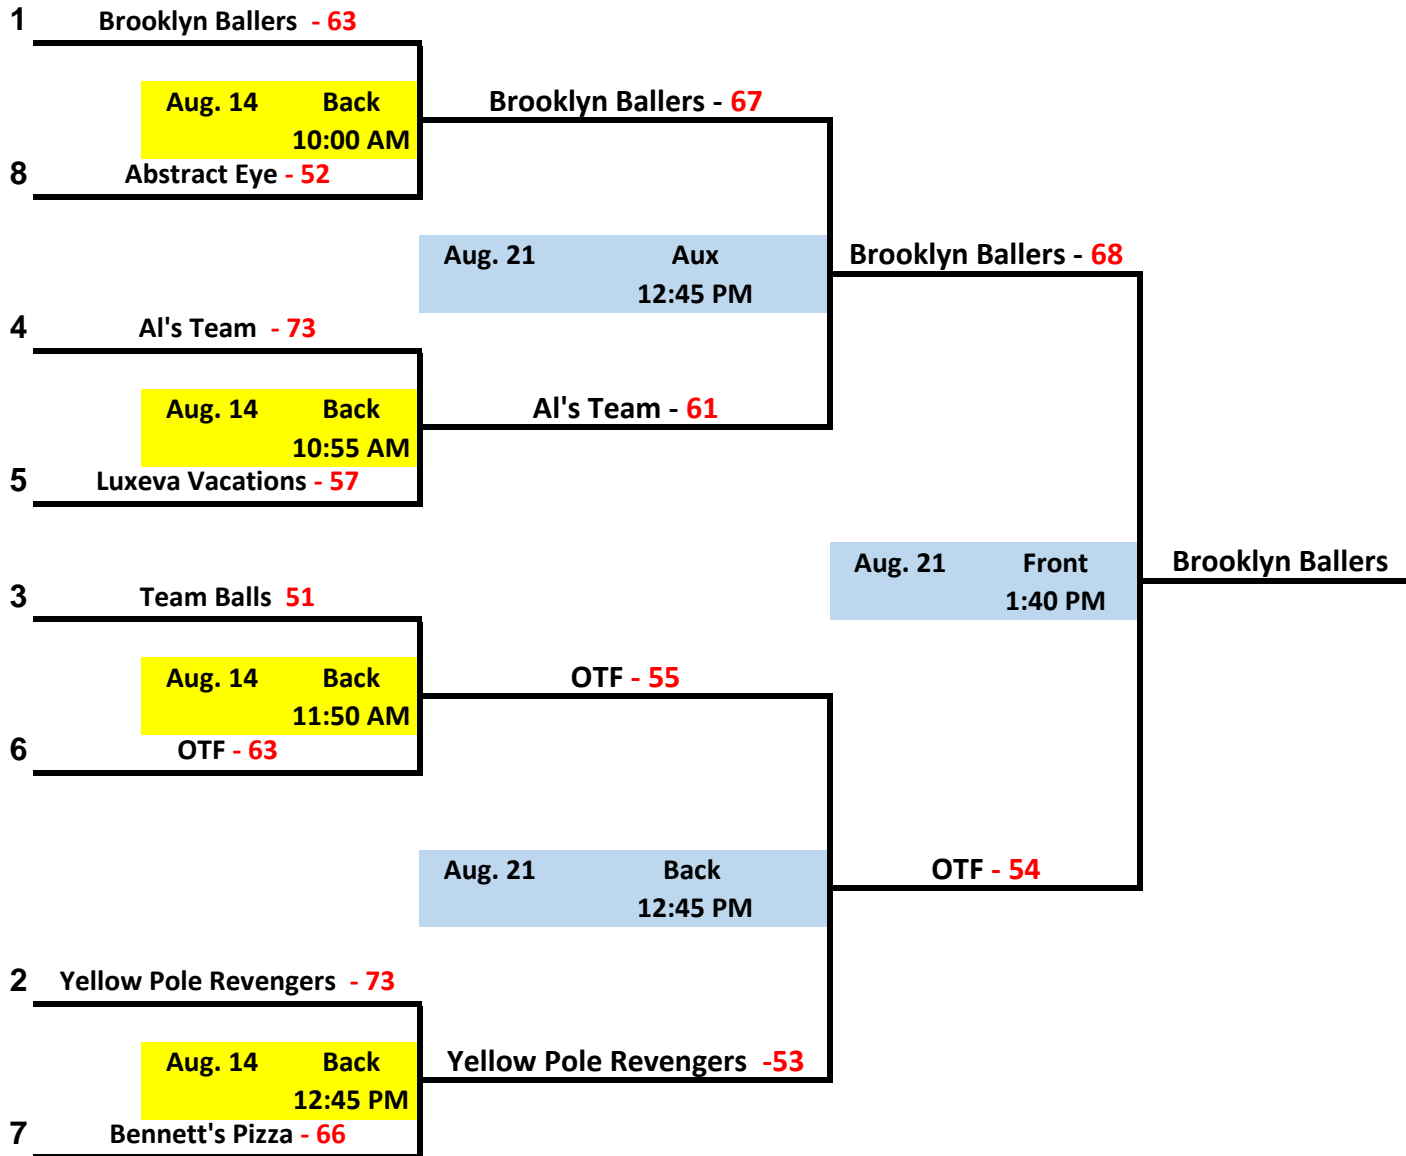 1 Brooklyn Ballers - 63
Aug. 14 Back
10:00 AM
8 Abstract Eye - 52
Brooklyn Ballers - 67
Aug. 21 Aux
12:45 PM
Brooklyn Ballers - 68
4 Al's Team - 73
Aug. 14 Back
10:55 AM
5 Luxeva Vacations - 57
Al's Team - 61
Aug. 21 Front
1:40 PM
Brooklyn Ballers
3 Team Balls 51
Aug. 14 Back
11:50 AM
6 OTF - 63
OTF - 55
Aug. 21 Back
12:45 PM
OTF - 54
2 Yellow Pole Revengers - 73
Aug. 14 Back
12:45 PM
7 Bennett's Pizza - 66
Yellow Pole Revengers -53